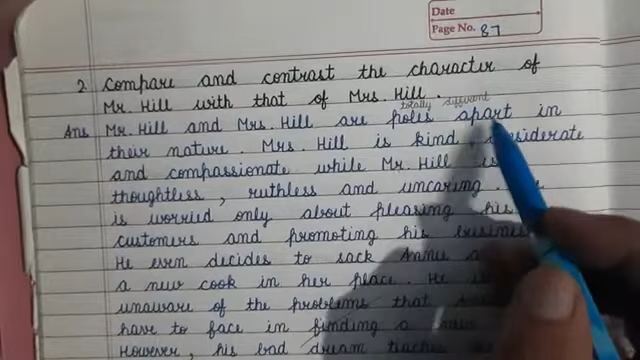 Date
Page No. 87
2 Compare and contrast the character of
Mr. Hill with that of Mrs. Hill.
totally different
Ans Mr. Hill and Mrs. Hill are poles apart in
their nature. Mrs. Hill is kind, considerate
and compassionate while Mr. Hill is
thoughtless, ruthless and uncaring.
is worried only about pleasing his
customers and promoting his business
He even decides to sack Annie
a new cook in her place. He
unaware of the problems that
have to face in finding a
However, his bad dream